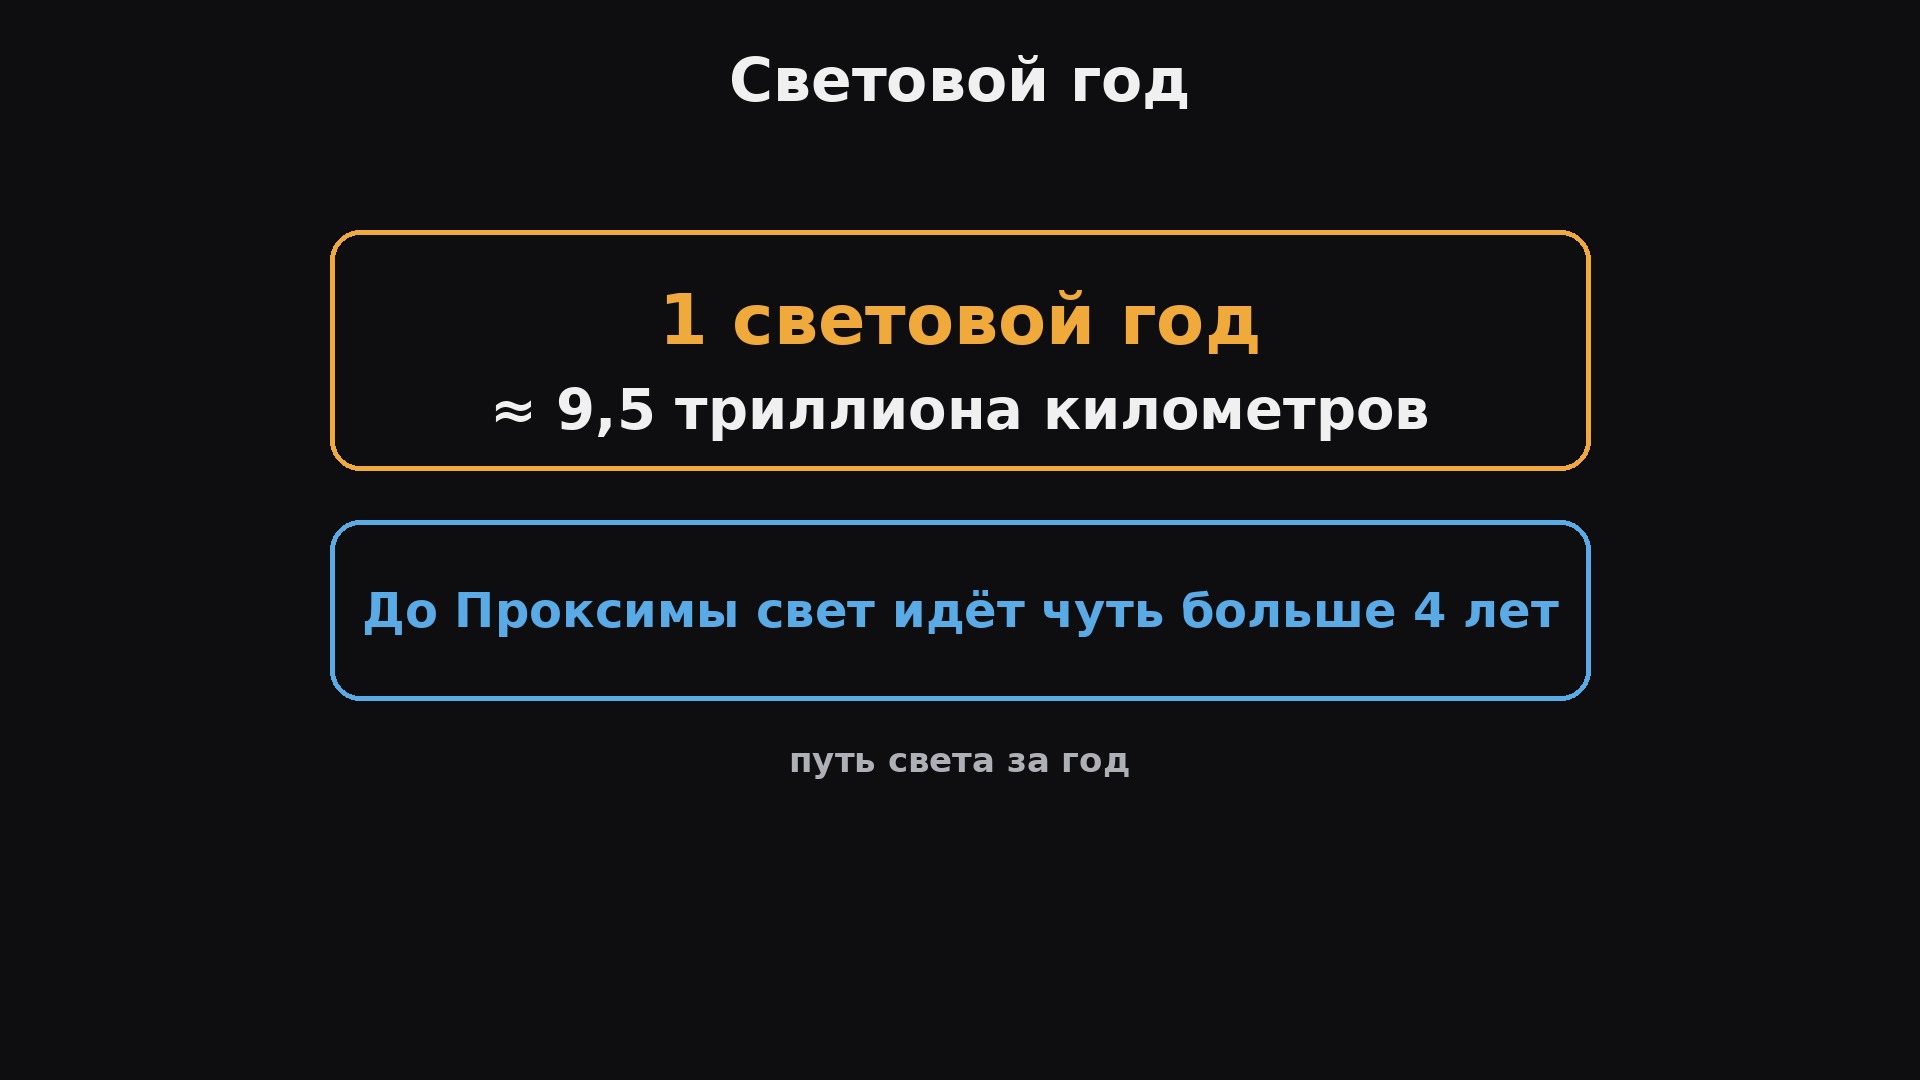 Световой год
1 световой год
≈ 9,5 триллиона километров
До Проксимы свет идёт чуть больше 4 лет
путь света за год